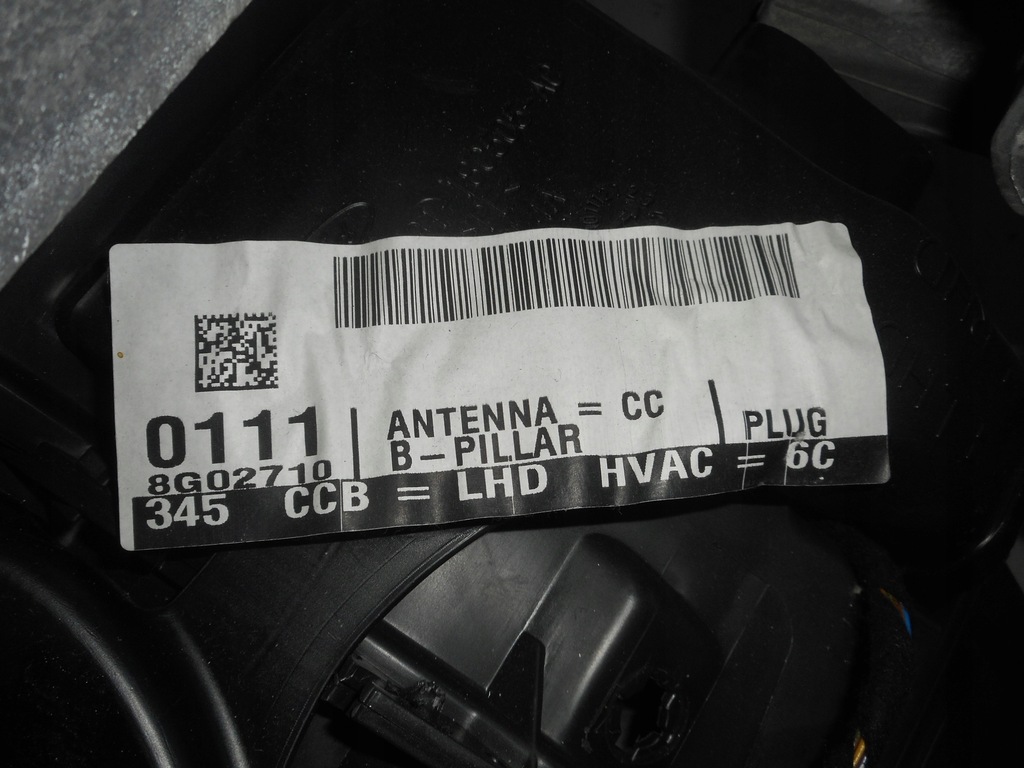 0111
8G02710
ANTENNA = CC
B-PILLAR
PLUG
345 CCB = LHD HVAC = 6C